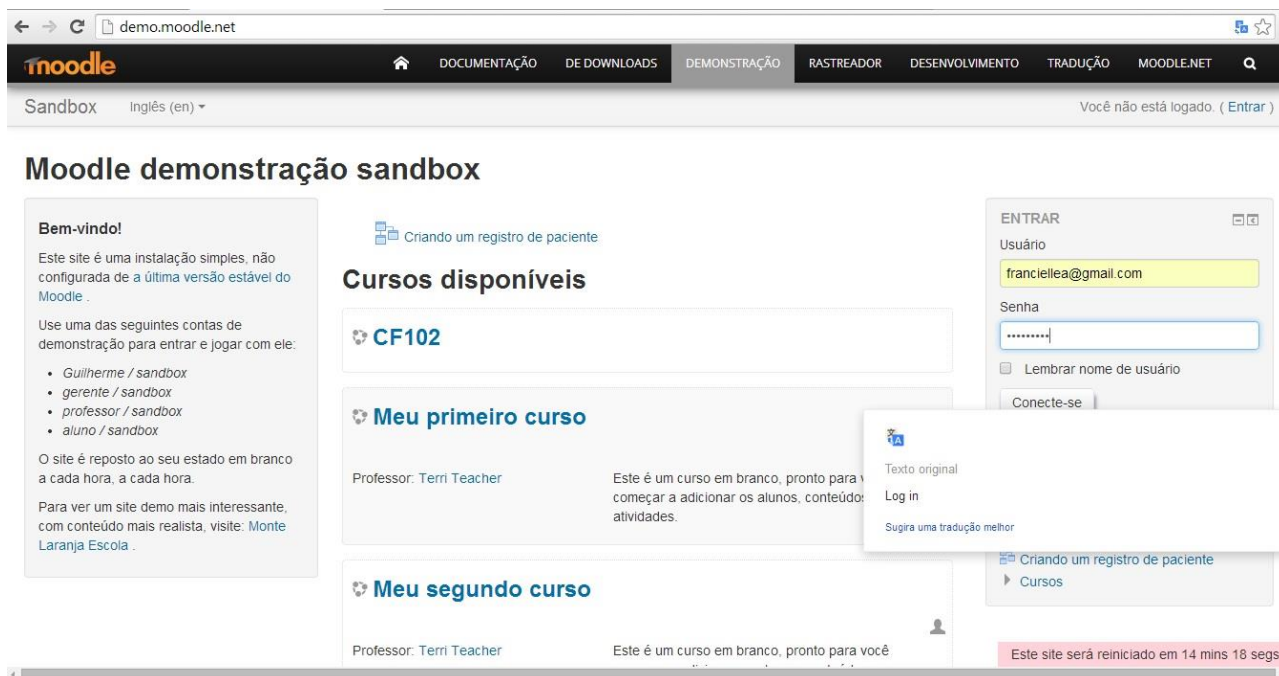 demo.moodle.net
moodle
DOCUMENTAÇÃO DE DOWNLOADS DEMONSTRAÇÃO RASTREADOR DESENVOLVIMENTO TRADUÇÃO MOODLE.NET
Sandbox Inglês (en)
Você não está logado. ( Entrar )
Moodle demonstração sandbox
Bem-vindo!
Este site é uma instalação simples, não
configurada de a última versão estável do
Moodle .
Use uma das seguintes contas de
demonstração para entrar e jogar com ele:
• Guilherme / sandbox
• gerente / sandbox
• professor / sandbox
• aluno / sandbox
O site é reposto ao seu estado em branco
a cada hora, a cada hora.
Para ver um site demo mais interessante,
com conteúdo mais realista, visite: Monte
Laranja Escola .
Criando um registro de paciente
Cursos disponíveis
CF102
Meu primeiro curso
Professor: Terri Teacher
Este é um curso em branco, pronto para
começar a adicionar os alunos,
atividades.
Meu segundo curso
Professor: Terri Teacher
Este é um curso em branco, pronto para você
ENTRAR
Usuário
franciellea@gmail.com
Senha
•••••••••
Lembrar nome de usuário
Conecte-se
Texto original
Log in
Sugira uma tradução melhor
Criando um registro de paciente
Cursos
Este site será reiniciado em 14 mins 18 segs